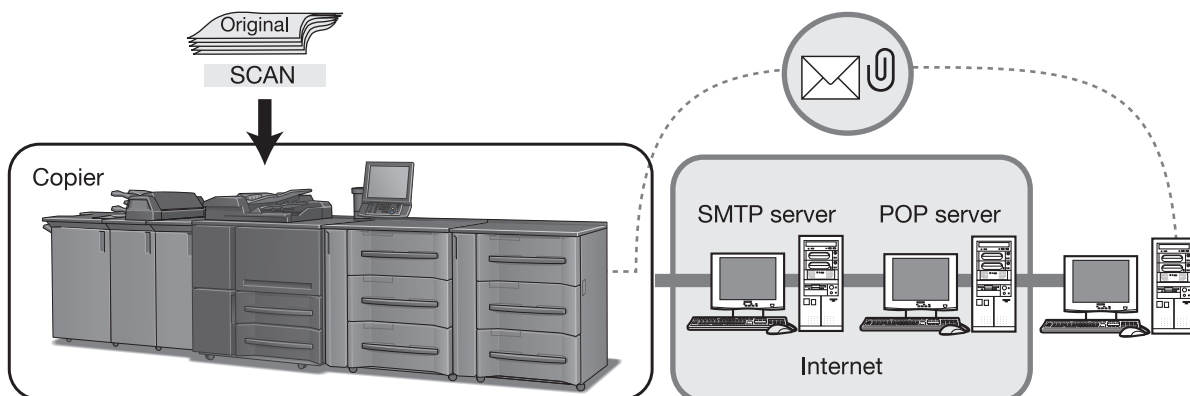 Original
SCAN
Copier
SMTP server
POP server
Internet